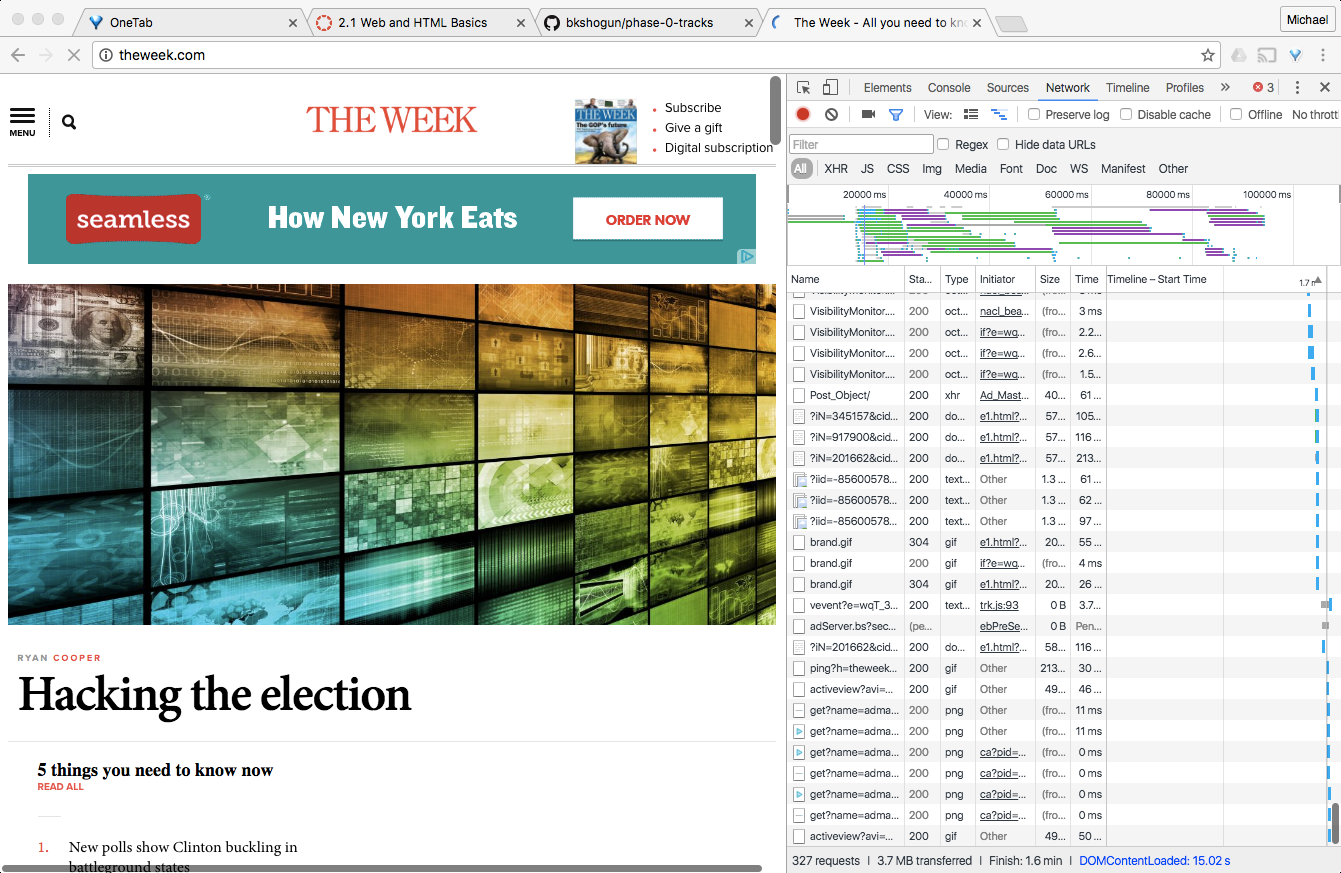 OneTab
2.1 Web and HTML Basics
bkshogun/phase-0-tracks
The Week - All you need to kn
Michael
theweek.com
MENU
THE WEEK
THE WEEK
The GOP's future
Subscribe
Give a gift
Digital subscription
seamless®
How New York Eats
ORDER NOW
RYAN COOPER
Hacking the election
5 things you need to know now
READ ALL
1. New polls show Clinton buckling in
battleground states
Elements Console Sources Network Timeline Profiles » 3
View: Preserve log Disable cache Offline No thrott
Filter Regex Hide data URLs
All XHR JS CSS Img Media Font Doc WS Manifest Other
20000 ms 40000 ms 60000 ms 80000 ms 100000 ms
Name Sta... Type Initiator Size Time Timeline – Start Time
VisibilityMonitor.... 200 oct... nacl_bea... (fro... 3 ms
VisibilityMonitor.... 200 oct... if?e=wq... (fro... 2.2...
VisibilityMonitor.... 200 oct... if?e=wq... (fro... 2.6...
VisibilityMonitor.... 200 oct... if?e=wq... (fro... 1.5...
Post_Object/ 200 xhr Ad_Mast... 40... 61 ...
?iN=345157&cid... 200 do... e1.html?... 57... 105...
?iN=917900&cid... 200 do... e1.html?... 57... 116 ...
?iN=201662&cid... 200 do... e1.html?... 57... 213...
?iid=-85600578... 200 text... Other 1.3 ... 61 ...
?iid=-85600578... 200 text... Other 1.3 ... 62 ...
?iid=-85600578... 200 text... Other 1.3 ... 97 ...
brand.gif 304 gif e1.html?... 20... 55 ...
brand.gif 200 gif if?e=wq... (fro... 4 ms
brand.gif 304 gif e1.html?... 20... 26 ...
vevent?e=wqT_3... 200 text... trk.js:93 0 B 3.7...
adServer.bs?sec... (pe... ebPreSe... 0 B Pen...
?iN=201662&cid... 200 do... e1.html?... 58... 116 ...
ping?h=theweek... 200 gif Other 213... 30 ...
activeview?avi=... 200 gif Other 49... 46 ...
get?name=adma... 200 png Other (fro... 11 ms
get?name=adma... 200 png Other (fro... 11 ms
get?name=adma... 200 png ca?pid=... (fro... 0 ms
get?name=adma... 200 png ca?pid=... (fro... 0 ms
get?name=adma... 200 png ca?pid=... (fro... 0 ms
get?name=adma... 200 png ca?pid=... (fro... 0 ms
activeview?avi=... 200 gif Other 49... 50 ...
327 requests | 3.7 MB transferred | Finish: 1.6 min | DOMContentLoaded: 15.02 s